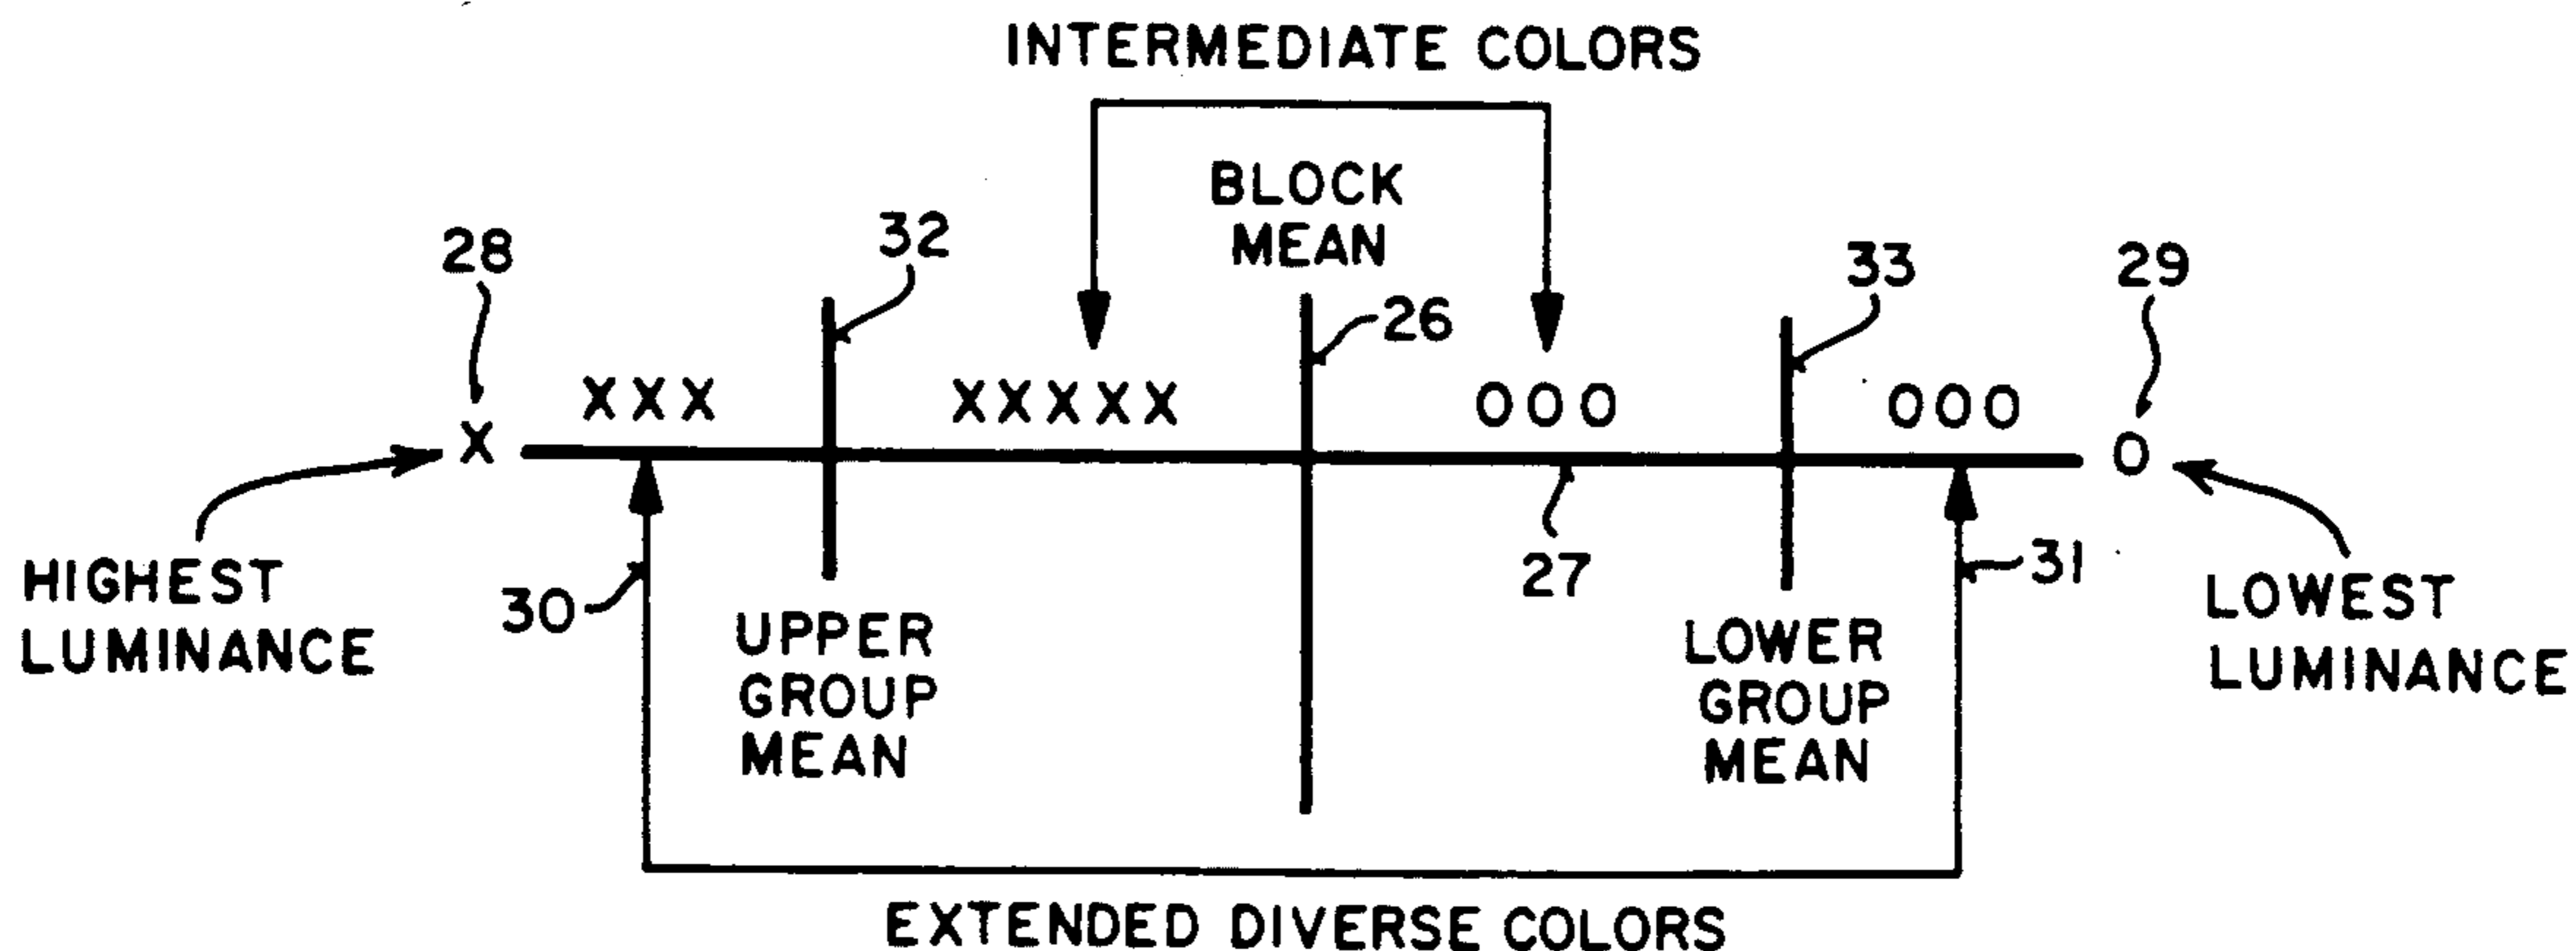 INTERMEDIATE COLORS
BLOCK
MEAN
28
32
26
33
29
X
XXX
XXXXX
OOO
OOO
O
HIGHEST
LUMINANCE
30
UPPER
GROUP
MEAN
27
LOWER
GROUP
MEAN
31
LOWEST
LUMINANCE
EXTENDED DIVERSE COLORS